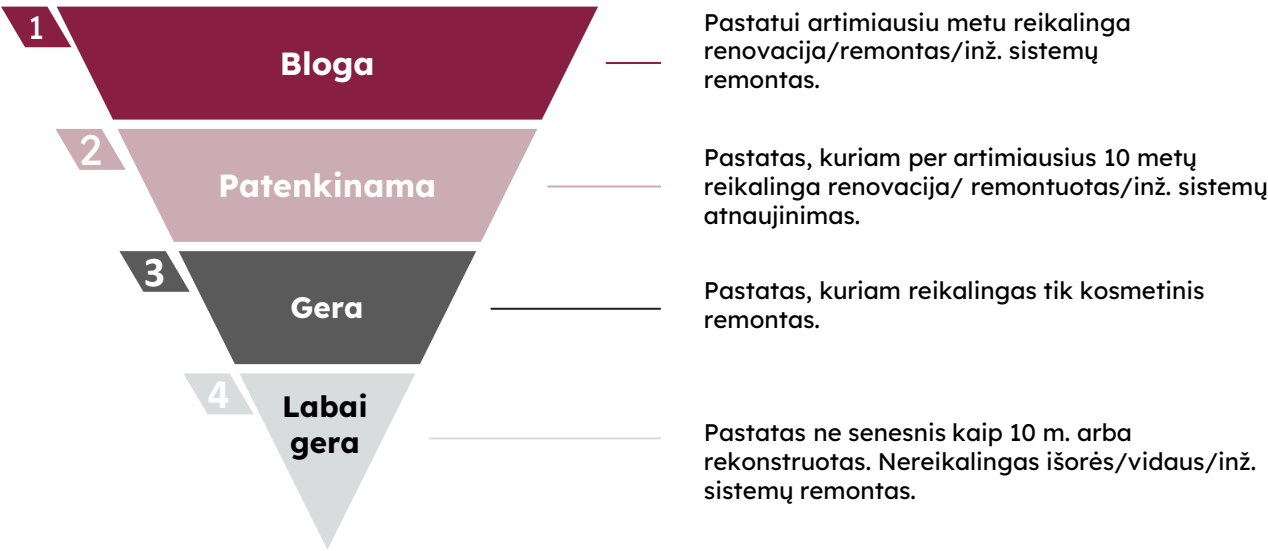 1
Bloga
Pastatui artimiausiu metu reikalinga
renovacija/remontas/inž. sistemų
remontas.
2
Patenkinama
Pastatas, kuriam per artimiausius 10 metų
reikalinga renovacija/ remontuotas/inž. sistemų
atnaujinimas.
3
Gera
Pastatas, kuriam reikalingas tik kosmetinis
remontas.
4
Labai
gera
Pastatas ne senesnis kaip 10 m. arba
rekonstruotas. Nereikalingas išorės/vidaus/inž.
sistemų remontas.